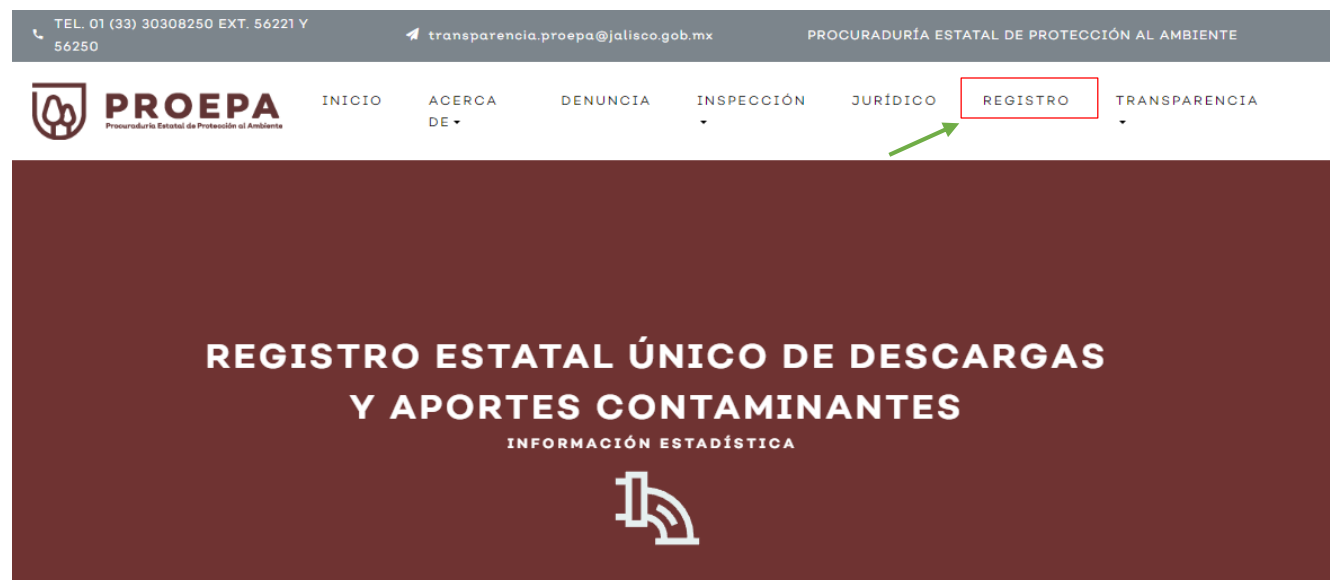 TEL. 01 (33) 30308250 EXT. 56221 Y
56250
transparencia.proepa@jalisco.gob.mx
PROCURADURÍA ESTATAL DE PROTECCIÓN AL AMBIENTE
PROEPA
Procuraduría Estatal de Protección al Ambiente
INICIO
ACERCA
DE
DENUNCIA
INSPECCIÓN
JURÍDICO
REGISTRO
TRANSPARENCIA
REGISTRO ESTATAL ÚNICO DE DESCARGAS
Y APORTES CONTAMINANTES
INFORMACIÓN ESTADÍSTICA